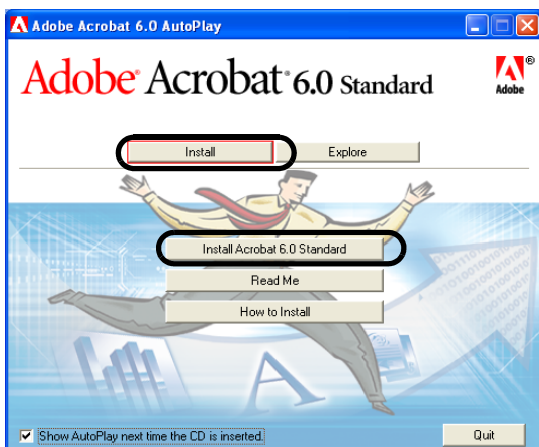 Adobe Acrobat 6.0 AutoPlay
Adobe® Acrobat® 6.0 Standard
Adobe®
Install
Explore
Install Acrobat 6.0 Standard
Read Me
How to Install
A
Show AutoPlay next time the CD is inserted.
Quit